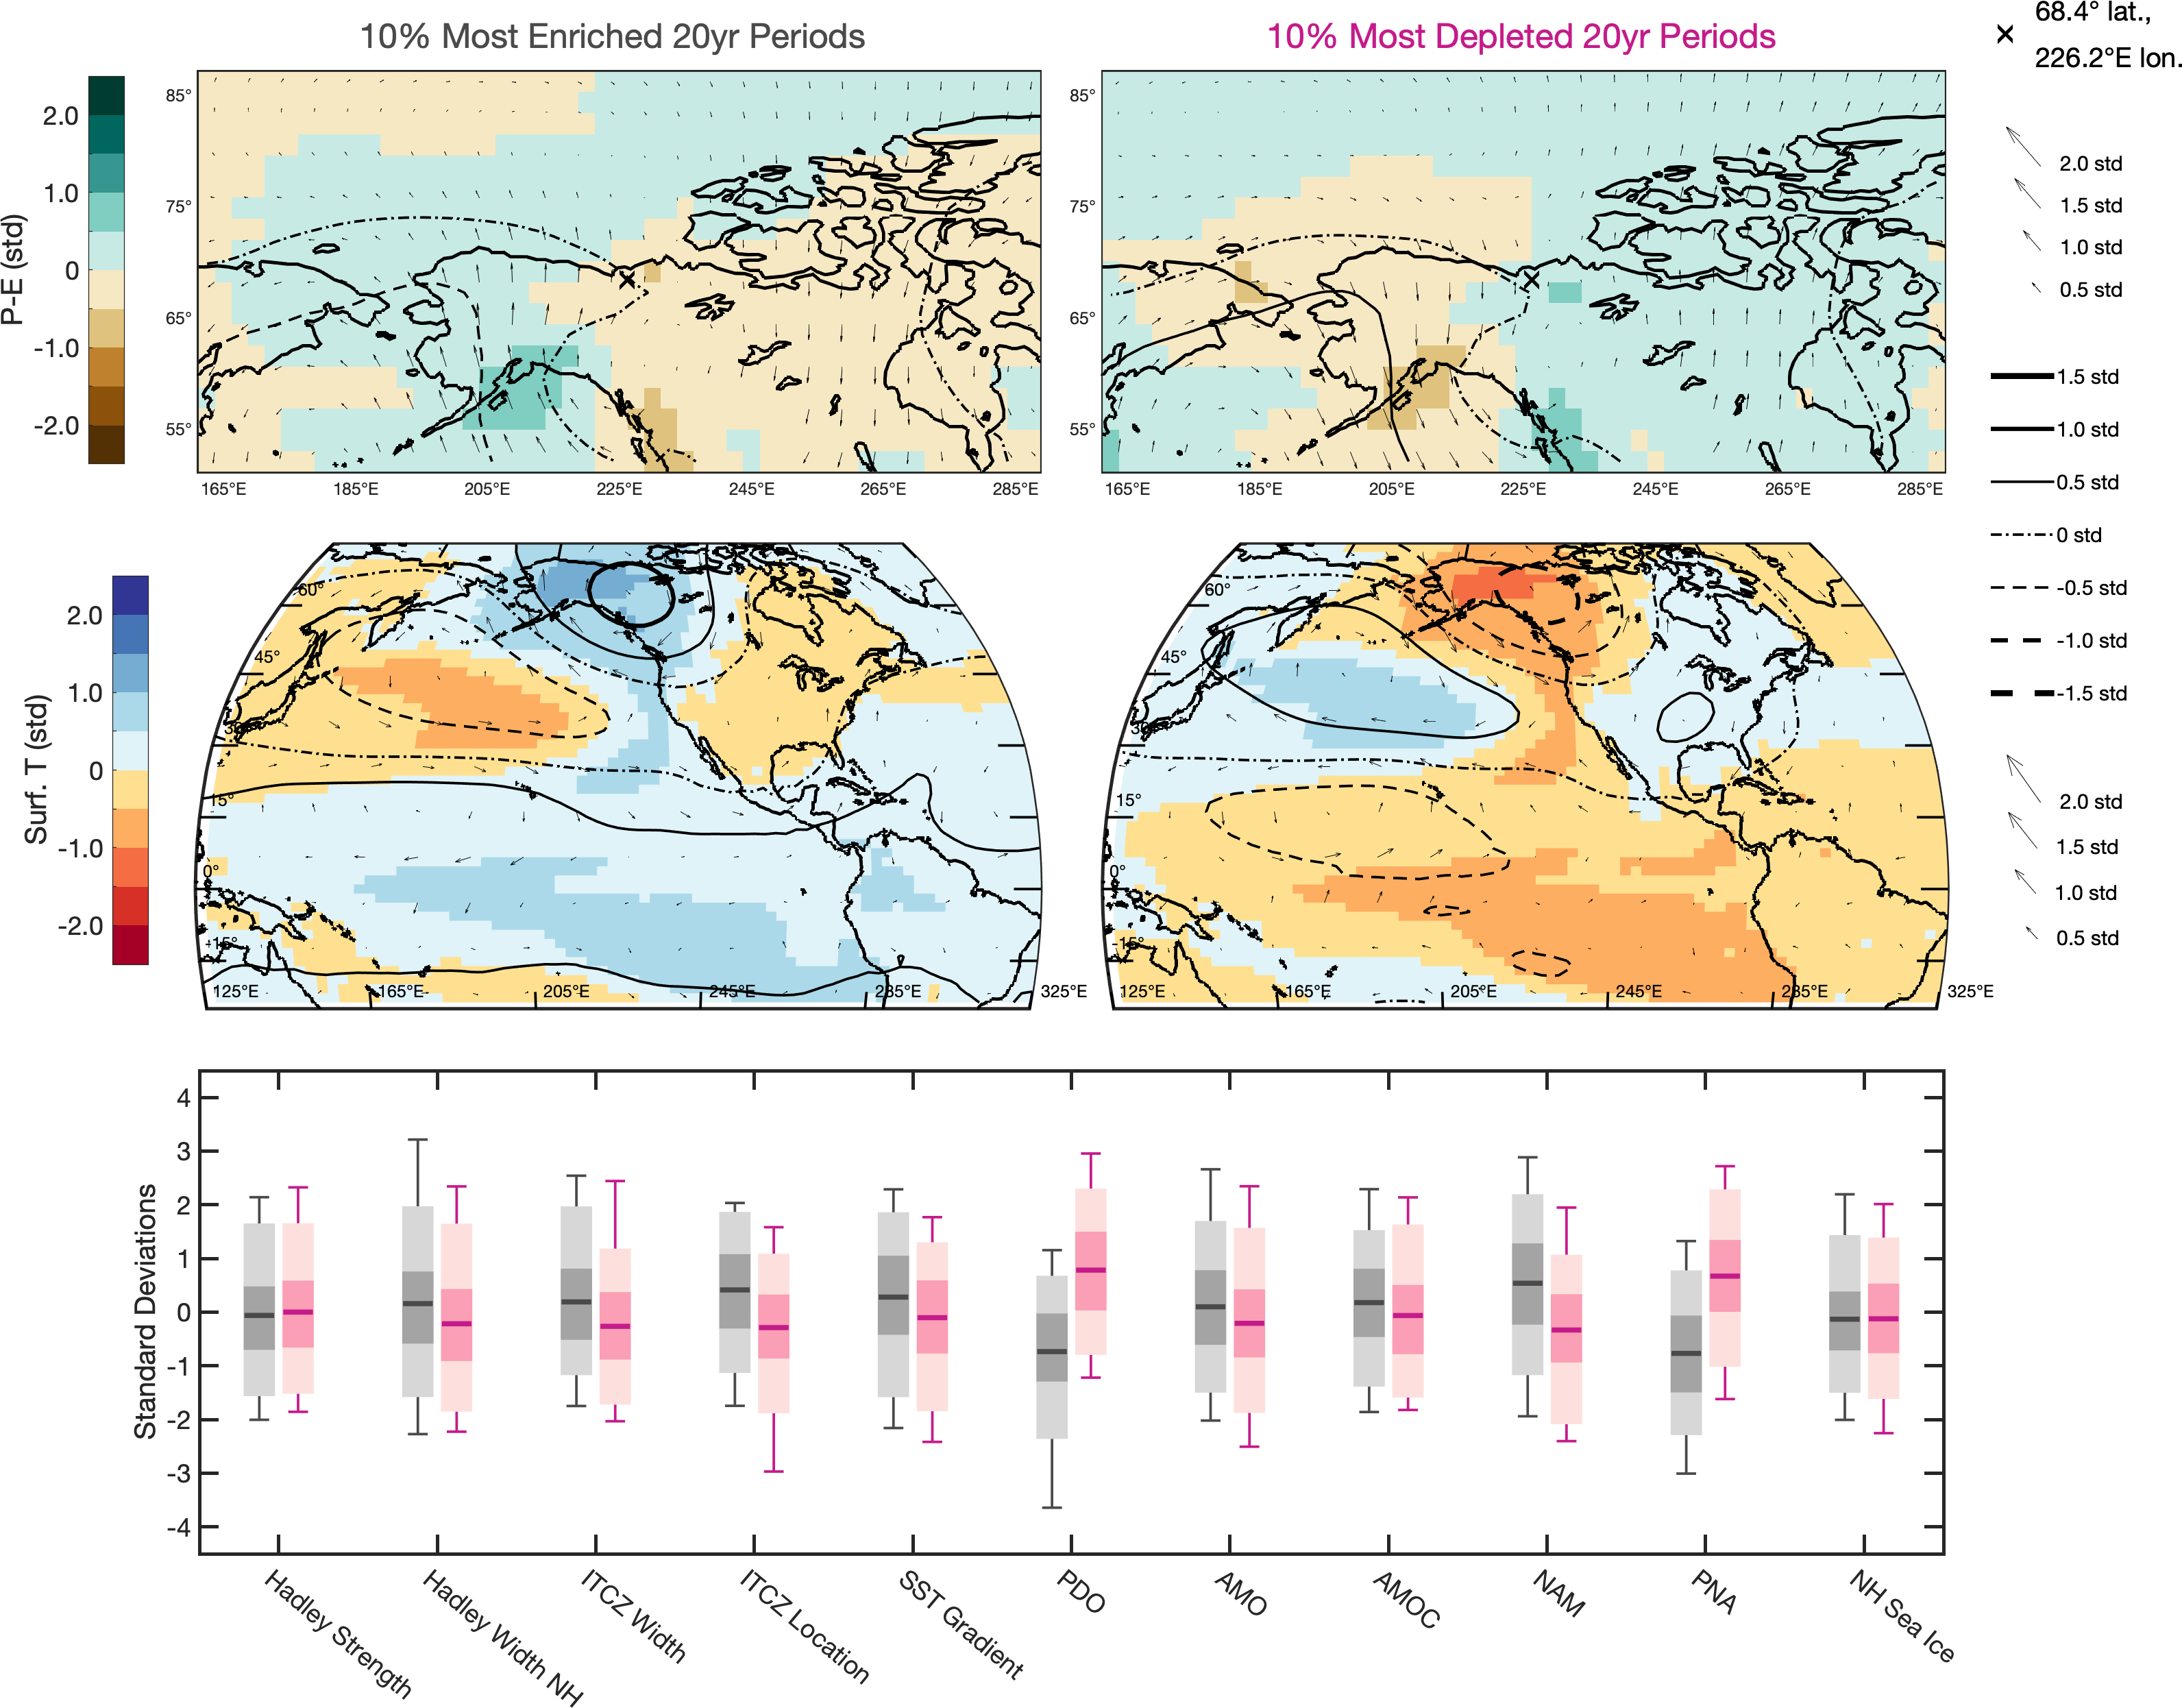 10% Most Enriched 20yr Periods
10% Most Depleted 20yr Periods
68.4° lat.,
226.2°E lon.
P-E (std)
2.0
1.0
0
-1.0
-2.0
85°
75°
65°
55°
165°E 185°E 205°E 225°E 245°E 265°E 285°E
85°
75°
65°
55°
165°E 185°E 205°E 225°E 245°E 265°E 285°E
2.0 std
1.5 std
1.0 std
0.5 std
1.5 std
1.0 std
0.5 std
0 std
-0.5 std
-1.0 std
-1.5 std
2.0 std
1.5 std
1.0 std
0.5 std
Surf. T (std)
2.0
1.0
0
-1.0
-2.0
60°
45°
30°
15°
0°
-15°
125°E 165°E 205°E 245°E 285°E 325°E
60°
45°
30°
15°
0°
-15°
125°E 165°E 205°E 245°E 285°E 325°E
Standard Deviations
4
3
2
1
0
-1
-2
-3
-4
Hadley Strength
Hadley Width NH
ITCZ Width
ITCZ Location
SST Gradient
PDO
AMO
AMOC
NAM
PNA
NH Sea Ice